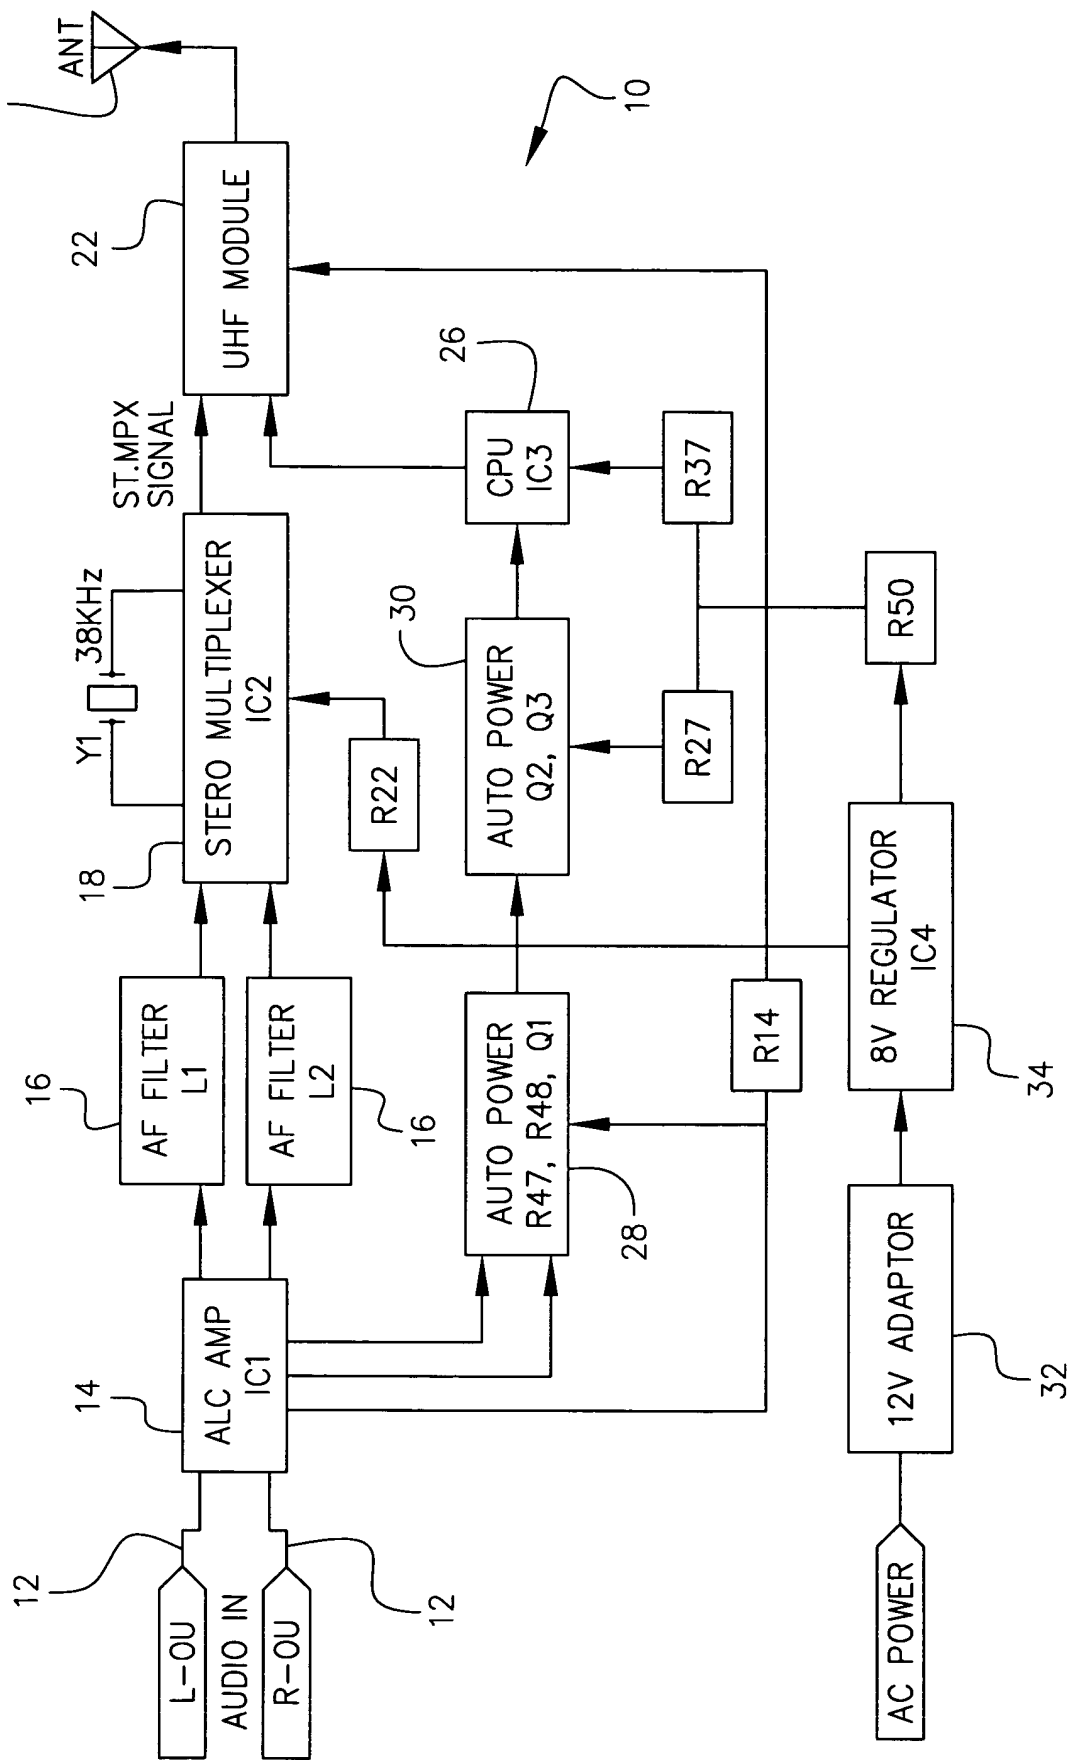 ANT
22
UHF MODULE
ST.MPX
SIGNAL
10
Y1
38KHz
18
STERO MULTIPLEXER
IC2
16
AF FILTER
L1
AF FILTER
L2
16
14
ALC AMP
IC1
12
L-OU
AUDIO IN
R-OU
12
R22
26
CPU
IC3
30
AUTO POWER
Q2, Q3
AUTO POWER
R47, R48, Q1
28
R37
R27
R14
R50
8V REGULATOR
IC4
34
12V ADAPTOR
32
AC POWER